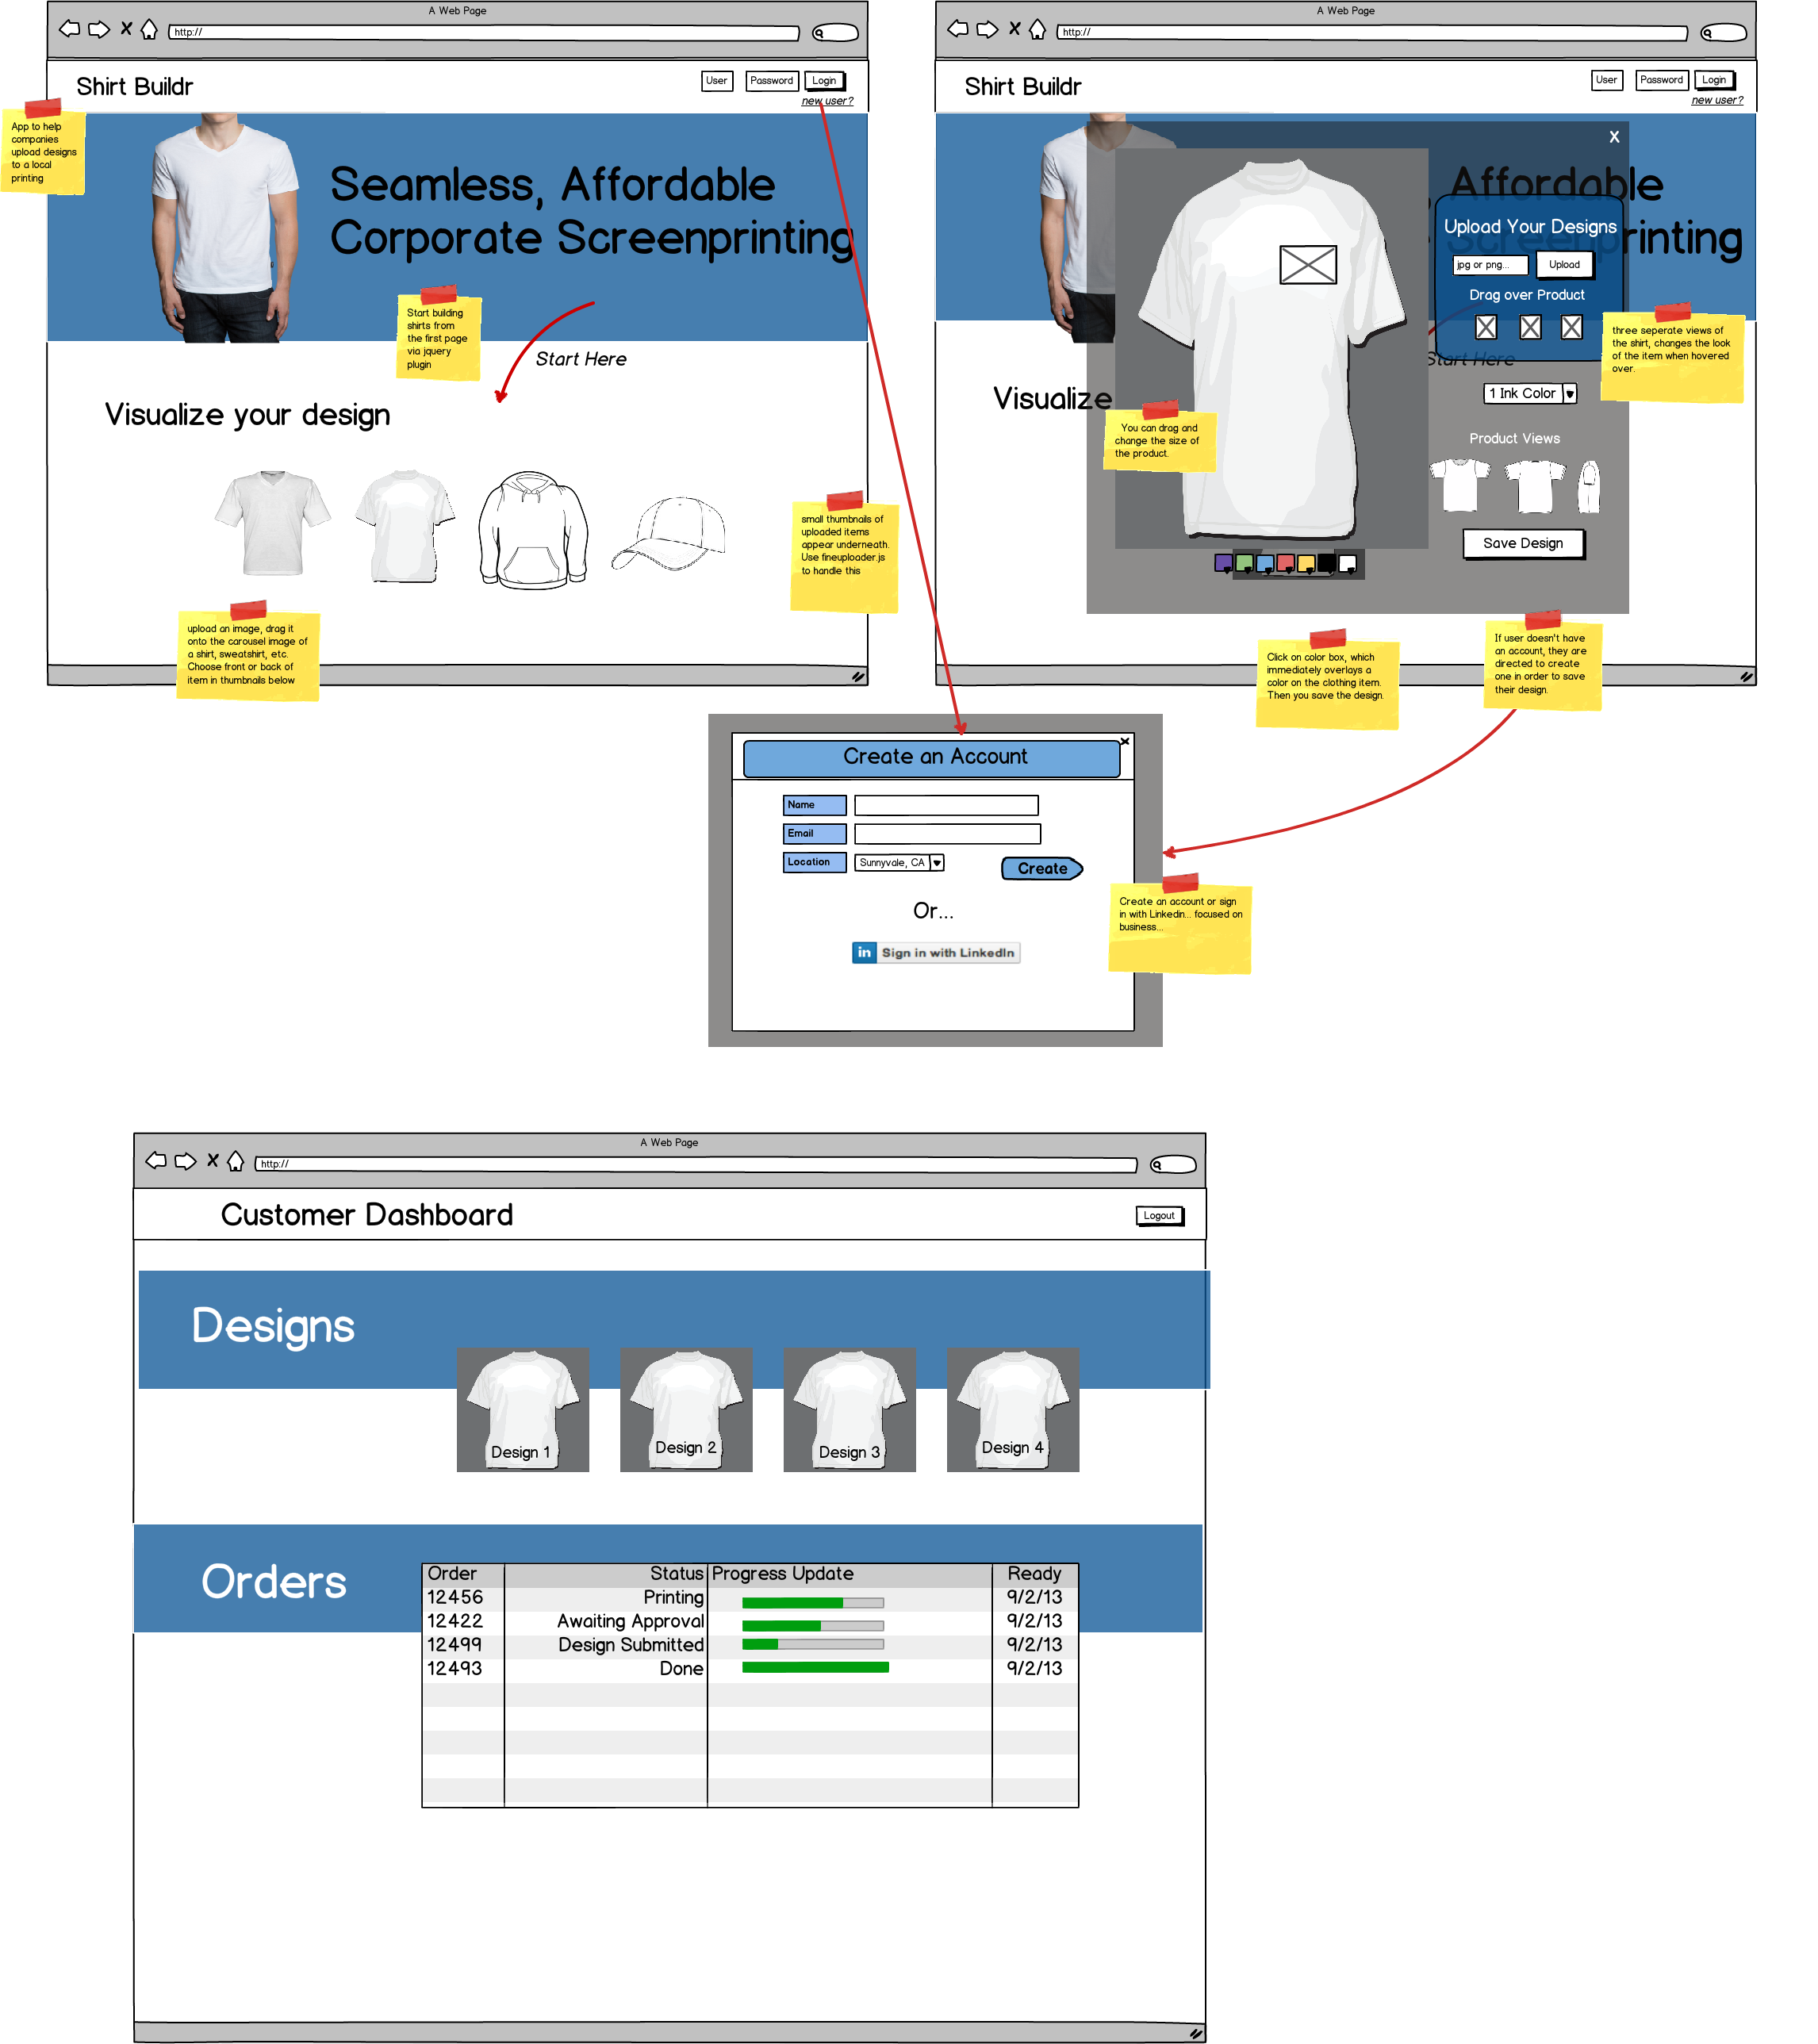 A Web Page
http://
Shirt Buildr
User
Password
Login
new user?
App to help
companies
upload designs
to a local
printing
Seamless, Affordable
Corporate Screenprinting
Start building
shirts from
the first page
via jquery
plugin
Start Here
Visualize your design
small thumbnails of
uploaded items
appear underneath.
Use fineuploader.js
to handle this
upload an image, drag it
onto the carousel image of
a shirt, sweatshirt, etc.
Choose front or back of
item in thumbnails below
A Web Page
http://
Shirt Buildr
User
Password
Login
new user?
X
Affordable
Screenprinting
Upload Your Designs
jpg or png...
Upload
Drag over Product
three seperate views of
the shirt, changes the look
of the item when hovered
over.
Start Here
1 Ink Color
Visualize
You can drag and
change the size of
the product.
Product Views
Save Design
Click on color box, which
immediately overlays a
color on the clothing item.
Then you save the design.
If user doesn't have
an account, they are
directed to create
one in order to save
their design.
Create an Account
Name
Email
Location
Sunnyvale, CA
Create
Or...
in Sign in with LinkedIn
Create an account or sign
in with Linkedin... focused on
business...
A Web Page
http://
Customer Dashboard
Logout
Designs
Design 1
Design 2
Design 3
Design 4
Orders
Order Status Progress Update Ready
12456 Printing 9/2/13
12422 Awaiting Approval 9/2/13
12499 Design Submitted 9/2/13
12493 Done 9/2/13